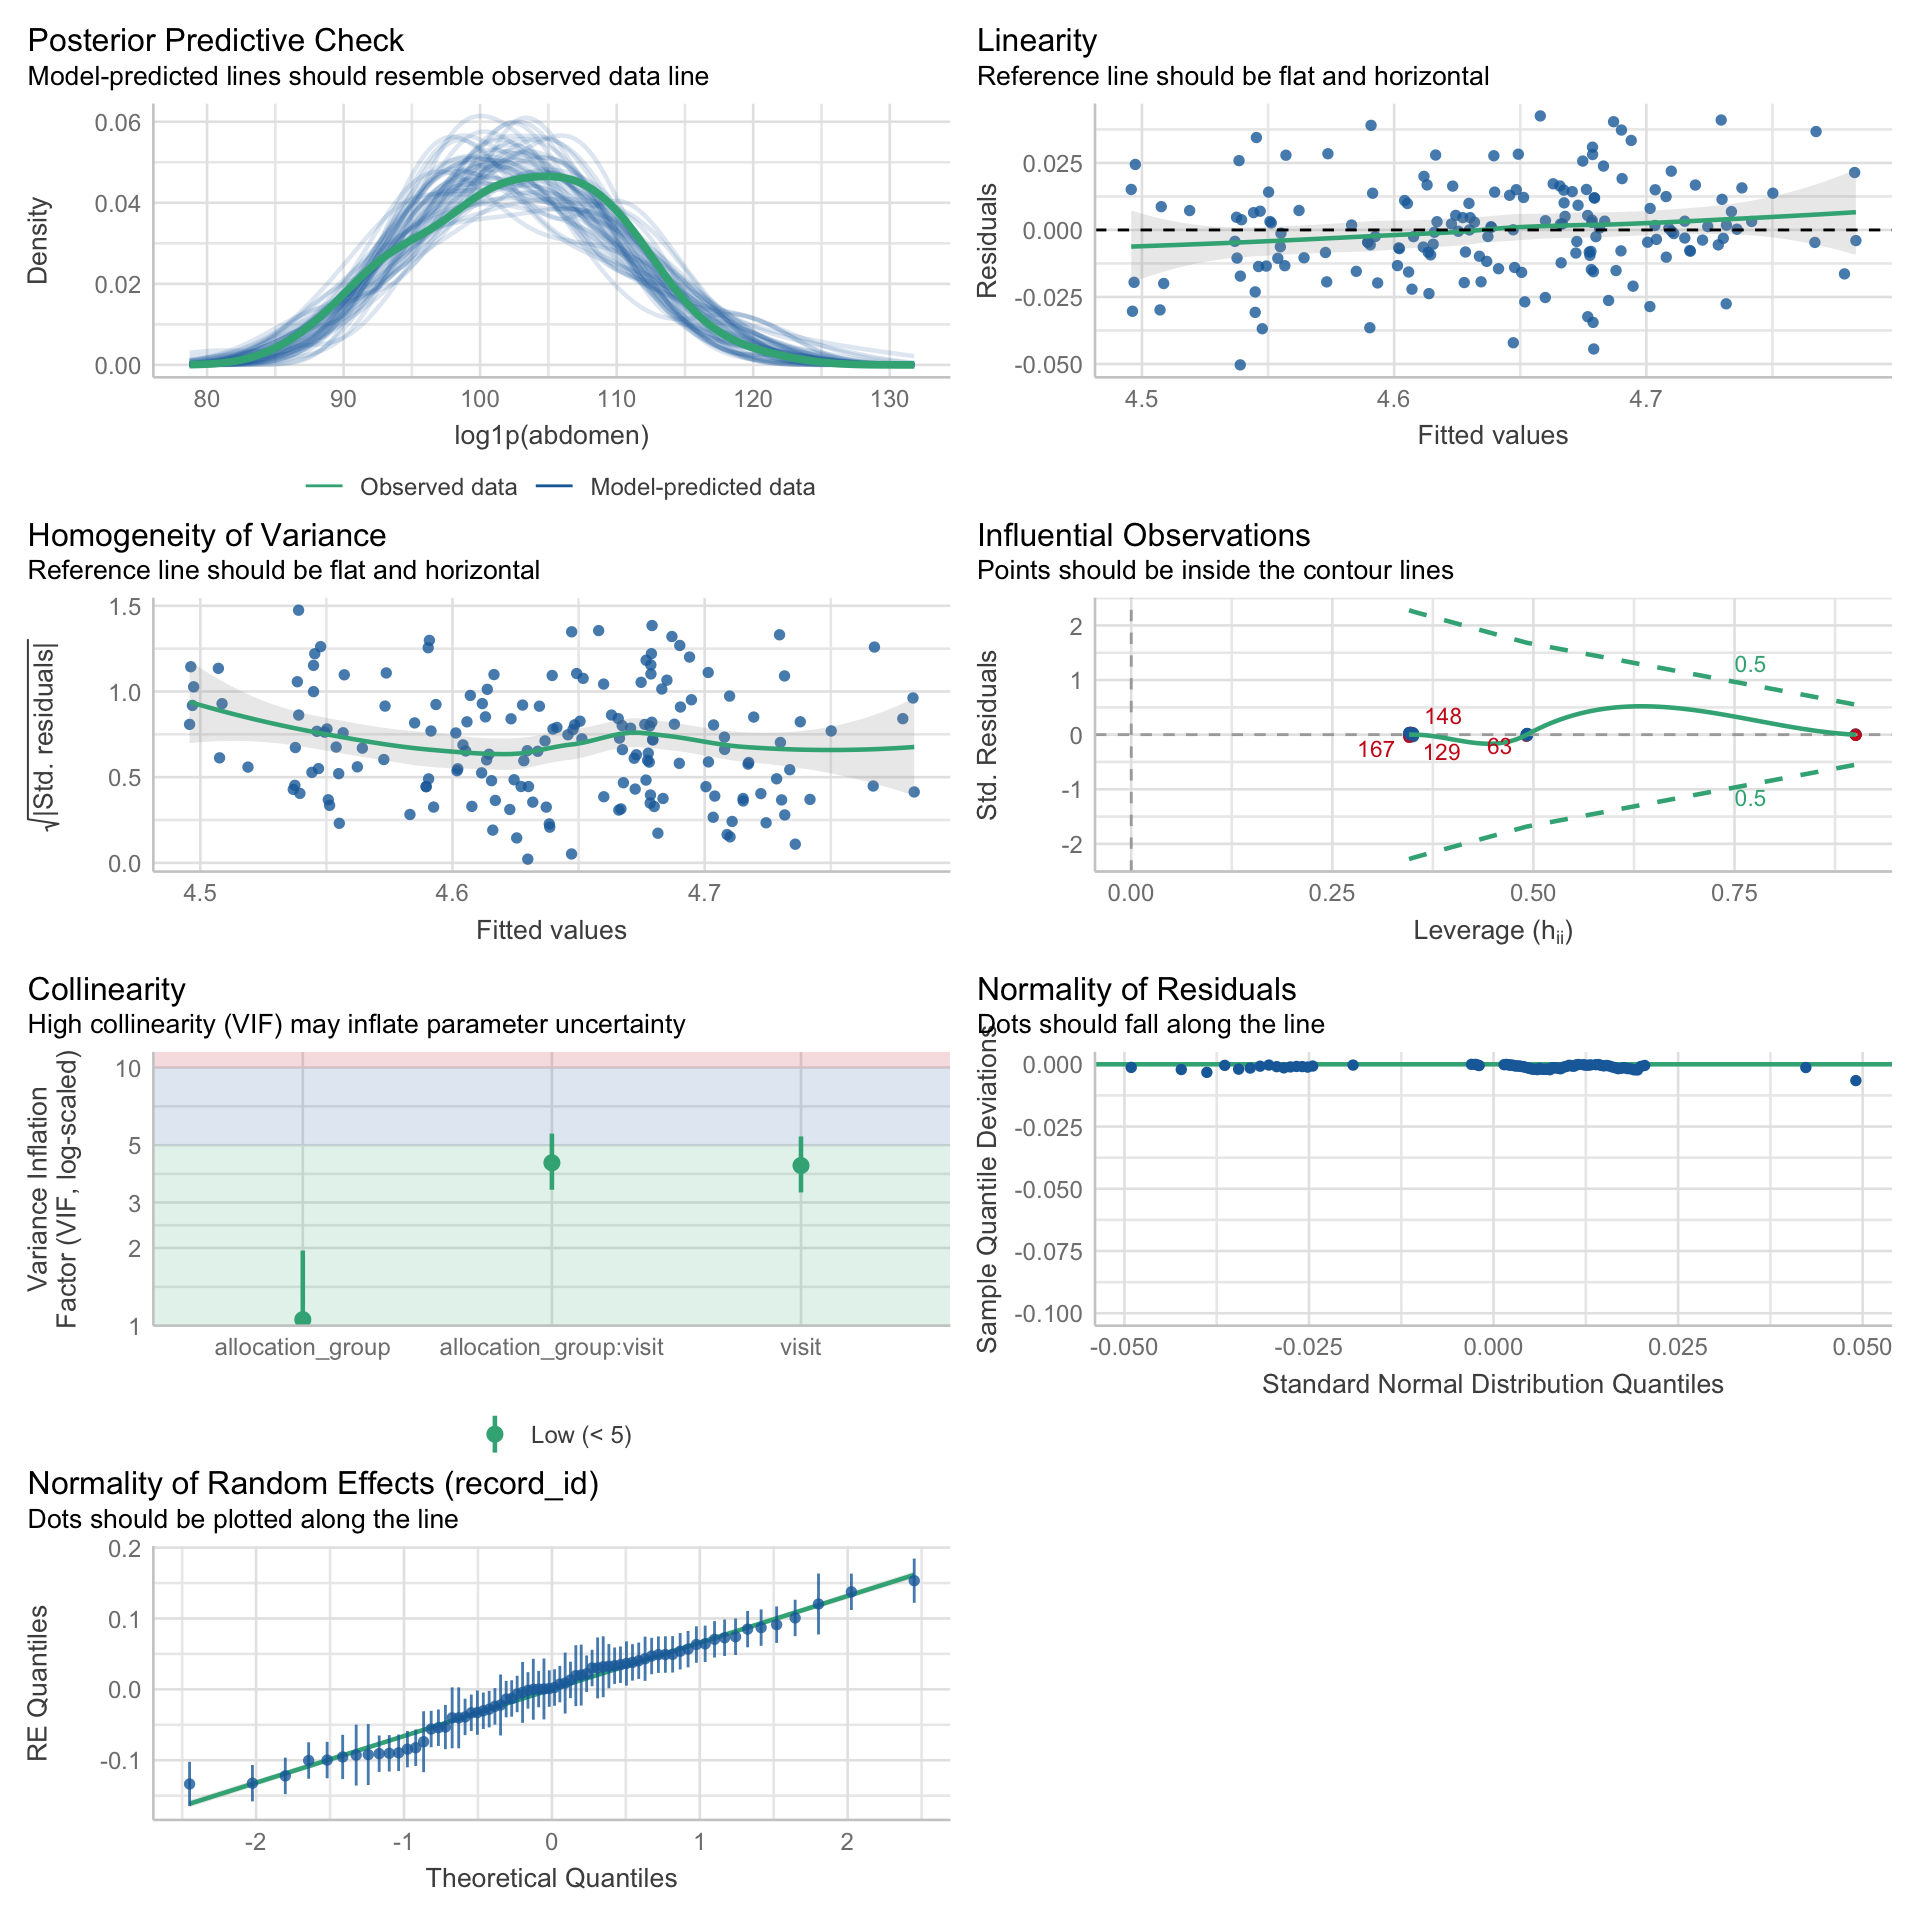 Posterior Predictive Check
Model-predicted lines should resemble observed data line
0.06
0.04
0.02
0.00
Density
80 90 100 110 120 130
log1p(abdomen)
Observed data Model-predicted data
Linearity
Reference line should be flat and horizontal
0.025
0.000
-0.025
-0.050
Residuals
4.5 4.6 4.7
Fitted values
Homogeneity of Variance
Reference line should be flat and horizontal
1.5
1.0
0.5
0.0
√|Std. residuals|
4.5 4.6 4.7
Fitted values
Influential Observations
Points should be inside the contour lines
2
1
0
-1
-2
Std. Residuals
0.5
148
167 129 63
0.5
0.00 0.25 0.50 0.75
Leverage (hii)
Collinearity
High collinearity (VIF) may inflate parameter uncertainty
10
5
3
2
1
Variance Inflation
Factor (VIF, log-scaled)
allocation_group allocation_group:visit visit
Low (< 5)
Normality of Residuals
Dots should fall along the line
0.000
-0.025
-0.050
-0.075
-0.100
Sample Quantile Deviations
-0.050 -0.025 0.000 0.025 0.050
Standard Normal Distribution Quantiles
Normality of Random Effects (record_id)
Dots should be plotted along the line
0.2
0.1
0.0
-0.1
RE Quantiles
-2 -1 0 1 2
Theoretical Quantiles